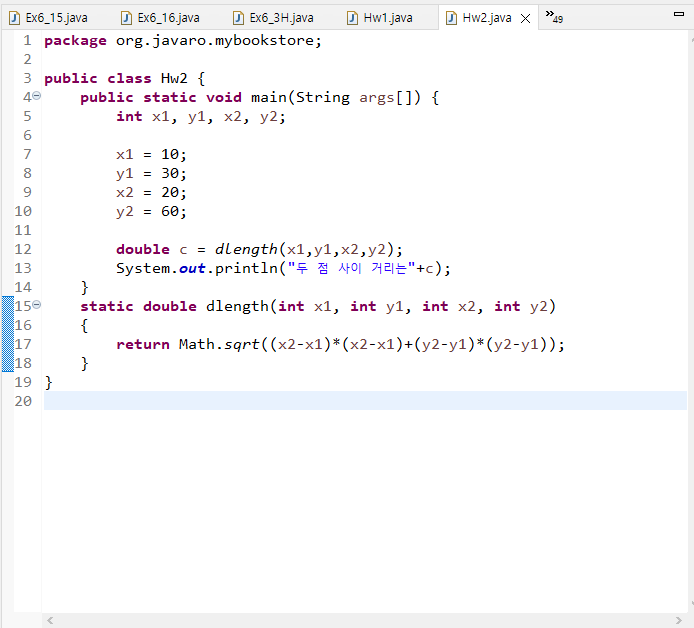 Ex6_15.java Ex6_16.java Ex6_3H.java Hw1.java Hw2.java 49
1 package org.javaro.mybookstore;
2
3 public class Hw2 {
4     public static void main(String args[]) {
5         int x1, y1, x2, y2;
6
7         x1 = 10;
8         y1 = 30;
9         x2 = 20;
10         y2 = 60;
11
12         double c = dlength(x1,y1,x2,y2);
13         System.out.println("두 점 사이 거리는"+c);
14     }
15     static double dlength(int x1, int y1, int x2, int y2)
16     {
17         return Math.sqrt((x2-x1)*(x2-x1)+(y2-y1)*(y2-y1));
18     }
19 }
20